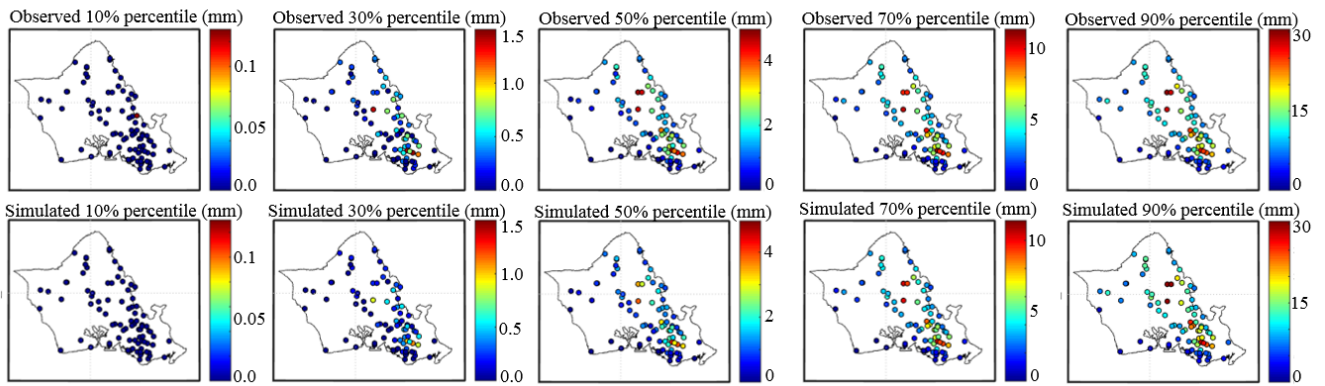 Observed 10% percentile (mm) Observed 30% percentile (mm) Observed 50% percentile (mm) Observed 70% percentile (mm) Observed 90% percentile (mm)
0.1 1.5 4 10 30
0.05 1.0 2 5 15
0.0 0.5 0 0 0
0.0
Simulated 10% percentile (mm) Simulated 30% percentile (mm) Simulated 50% percentile (mm) Simulated 70% percentile (mm) Simulated 90% percentile (mm)
0.1 1.5 4 10 30
0.05 1.0 2 5 15
0.0 0.5 0 0 0
0.0